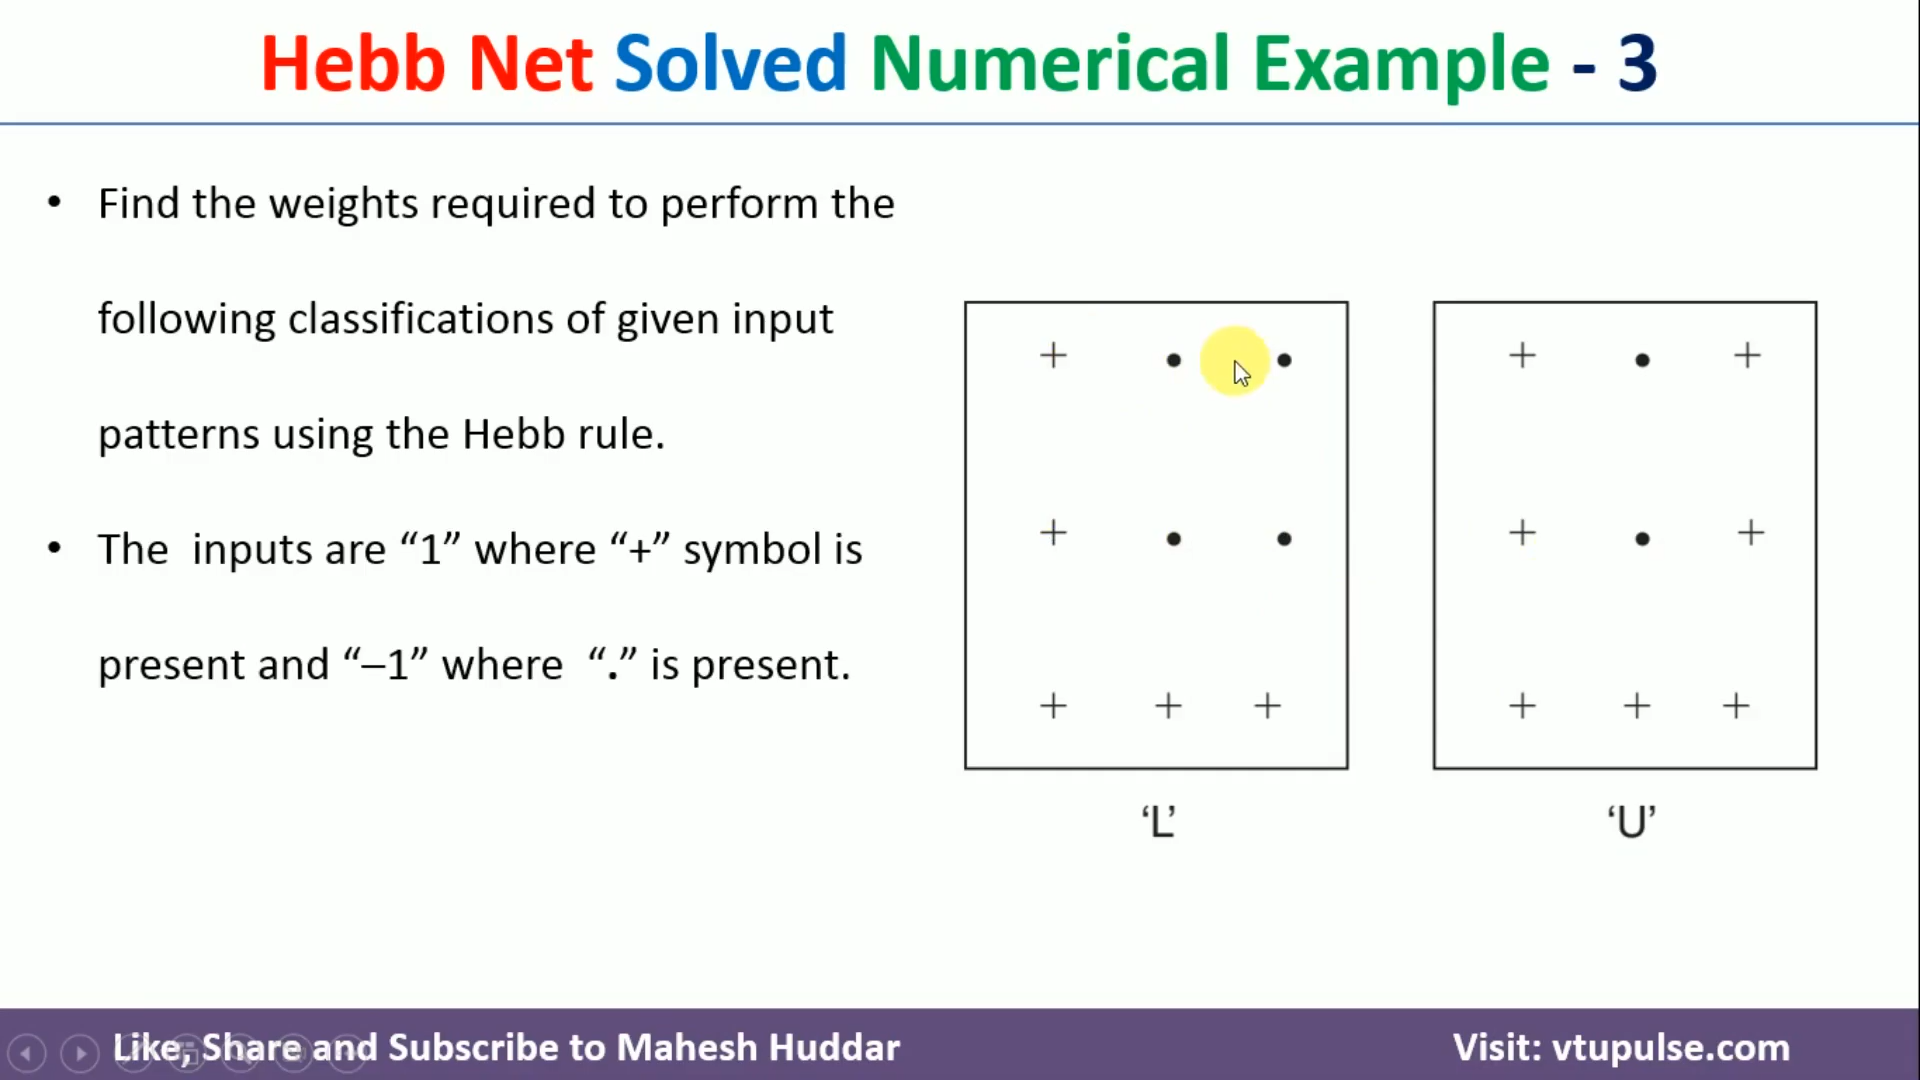 Hebb Net Solved Numerical Example - 3
• Find the weights required to perform the
following classifications of given input
patterns using the Hebb rule.
• The inputs are “1” where “+” symbol is
present and “–1” where “.” is present.
+ • •
+ • •
+ + +
‘L’
+ • +
+ • +
+ + +
‘U’
Like, Share and Subscribe to Mahesh Huddar
Visit: vtupulse.com